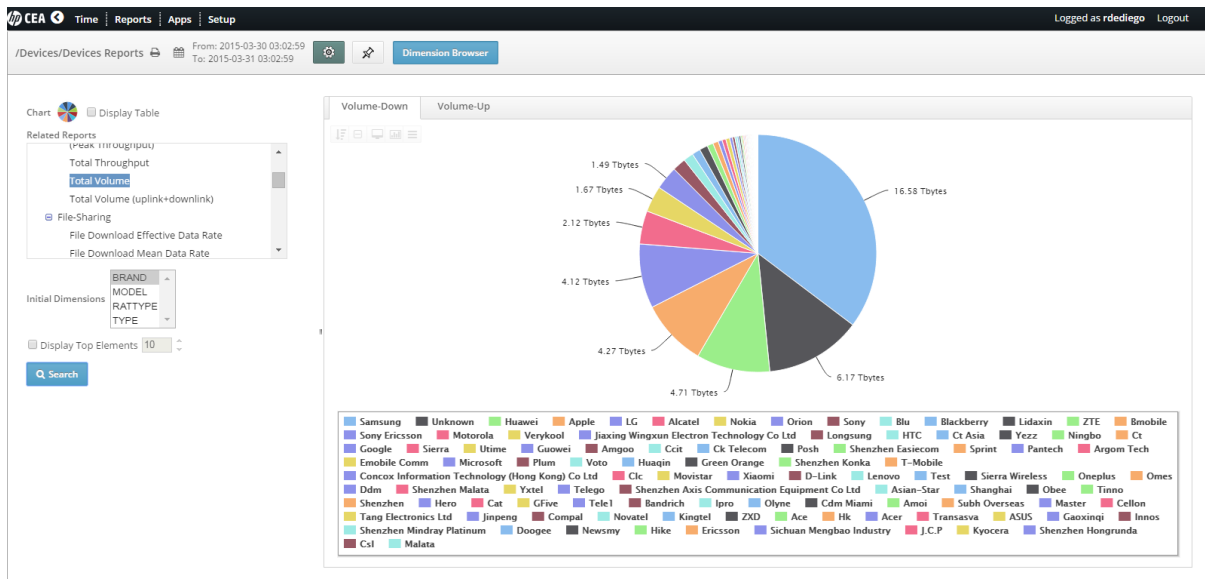 hp CEA Time Reports Apps Setup Logged as rdediego Logout
/Devices/Devices Reports From: 2015-03-30 03:02:59
To: 2015-03-31 03:02:59
Dimension Browser
Chart Display Table
Related Reports
(Peak Throughput)
Total Throughput
Total Volume
Total Volume (uplink+downlink)
File-Sharing
File Download Effective Data Rate
File Download Mean Data Rate
Initial Dimensions
BRAND
MODEL
RATTYPE
TYPE
Display Top Elements 10
Search
Volume-Down Volume-Up
1.49 Tbytes
1.67 Tbytes
2.12 Tbytes
4.12 Tbytes
4.27 Tbytes
4.71 Tbytes
6.17 Tbytes
16.58 Tbytes
Samsung Unknown Huawei Apple LG Alcatel Nokia Orion Sony Blu Blackberry Lidaxin ZTE Bmobile
Sony Ericsson Motorola Verykool Jiaxing Wingxun Electron Technology Co Ltd Longsung HTC Ct Asia Yezz Ningbo Ct
Google Sierra Utime Guowei Amgoo Ccit Ck Telecom Posh Shenzhen Easiecom Sprint Pantech Argom Tech
Emobile Comm Microsoft Plum Voto Huaqin Green Orange Shenzhen Konka T-Mobile
Concox Information Technology (Hong Kong) Co Ltd Clc Movistar Xiaomi D-Link Lenovo Test Sierra Wireless Oneplus Omes
Ddm Shenzhen Malata Yxtel Telego Shenzhen Axis Communication Equipment Co Ltd Asian-Star Shanghai Obee Tinno
Shenzhen Hero Cat GFive Tele1 Bandrich Ipro Olyne Cdm Miami Amoi Subh Overseas Master Cellon
Tang Electronics Ltd Jinpeng Compal Novatel Kingtel ZXD Ace Hk Acer Transasva ASUS Gaoxinqi Innos
Shenzhen Mindray Platinum Doogee Newsmy Hike Ericsson Sichuan Mengbao Industry J.C.P Kyocera Shenzhen Hongrunda
Csl Malata